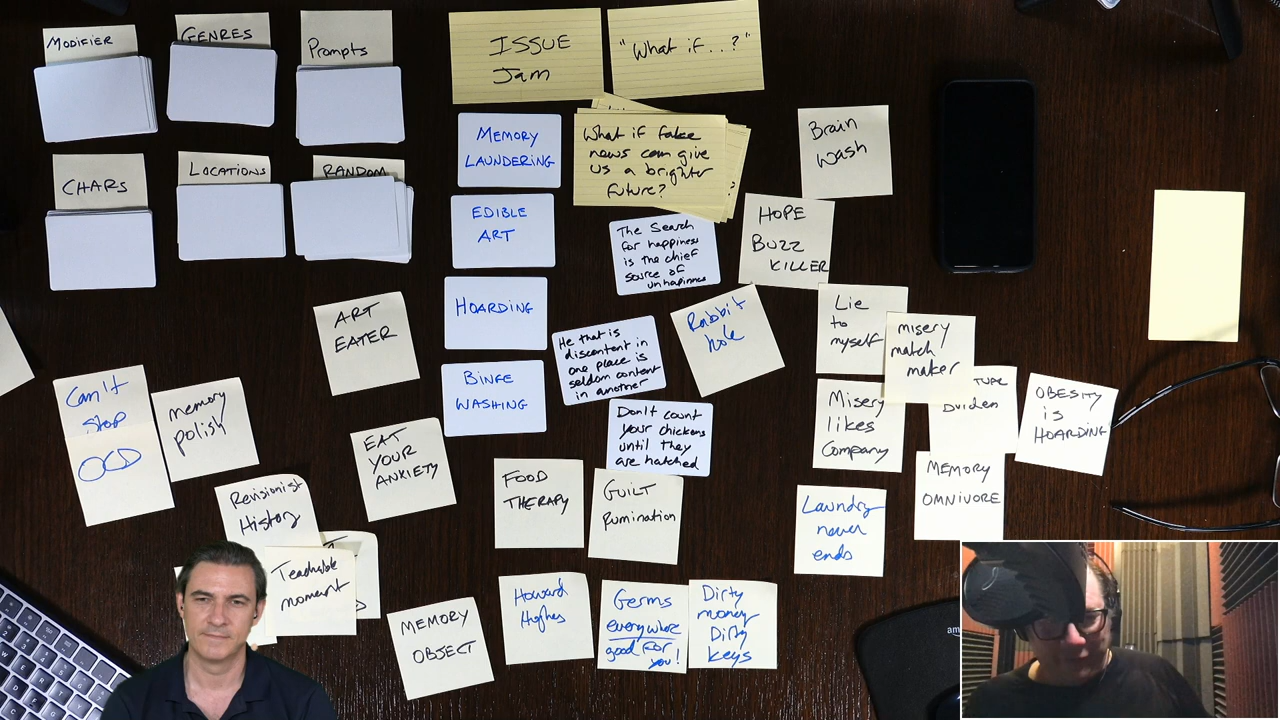 MODIFIER
GENRES
Prompts
CHARS
LOCATIONS
RANDOM
ISSUE
Jam
"What if..?"
MEMORY
LAUNDERING
EDIBLE
ART
HOARDING
BINGE
WASHING
What if fake
news com give
us a brighter
future?
?
The Search
for happiness
is the chief
source of
unhappiness
He that is
discontent in
one place is
seldom content
in another
Don't count
your chickens
until they
are hatched
Brain
Wash
HOPE
BUZZ
KILLER
Rabbit
hole
Lie
to
myself
misery
match
maker
Misery
likes
Company
OBESITY
is
HOARDING
MEMORY
OMNIVORE
Laundry
never
ends
ART
EATER
Can't
stop
OCD
Memory
polish
EAT
YOUR
ANXIETY
Revisionist
History
Teachable
moment
FOOD
THERAPY
GUILT
Rumination
MEMORY
OBJECT
Howard
Hughes
Germs
everywhere
good for
you!
Dirty
money
Dirty
keys